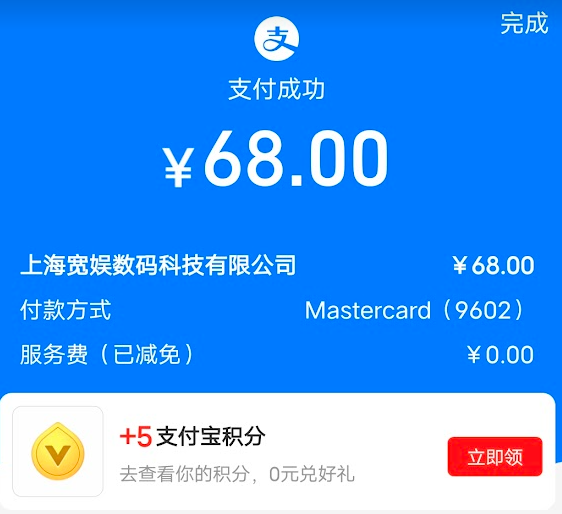 完成
支
支付成功
¥68.00
上海宽娱数码科技有限公司 ¥68.00
付款方式 Mastercard（9602）
服务费（已减免） ¥0.00
+5支付宝积分
去查看你的积分，0元兑好礼
立即领